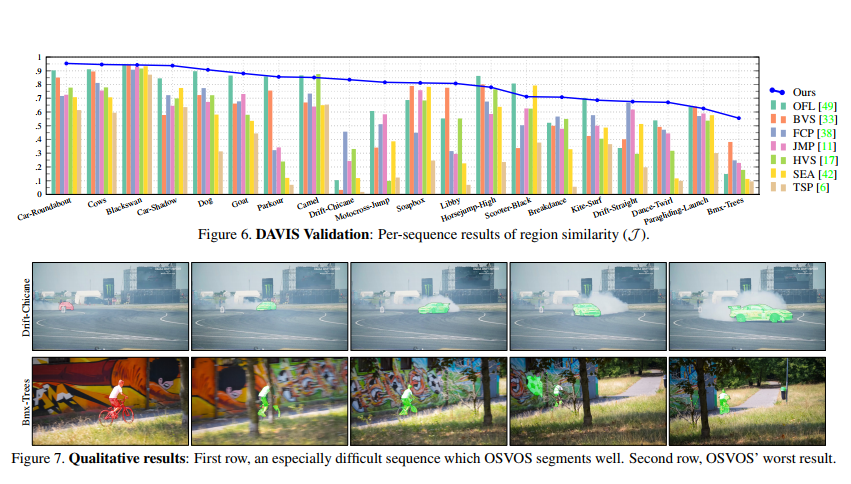 1
.9
.8
.7
.6
.5
.4
.3
.2
.1
0
Car-Roundabout Cows Blackswan Car-Shadow Dog Goat Parkour Camel Drift-Chicane Motocross-Jump Soapbox Libby Horsejump-High Scooter-Black Breakdance Kite-Surf Drift-Straight Dance-Twirl Paragliding-Launch Bmx-Trees
Ours
OFL [49]
BVS [33]
FCP [38]
JMP [11]
HVS [17]
SEA [42]
TSP [6]
Figure 6. DAVIS Validation: Per-sequence results of region similarity (𝒥).
Drift-Chicane
Bmx-Trees
Figure 7. Qualitative results: First row, an especially difficult sequence which OSVOS segments well. Second row, OSVOS' worst result.